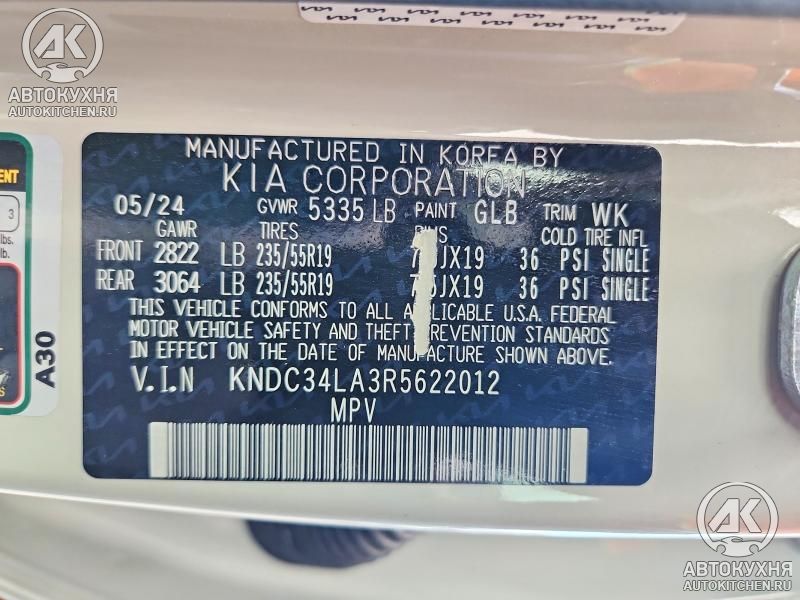 АВТОКУХНЯ
AUTOKITCHEN.RU
MANUFACTURED IN KOREA BY
KIA CORPORATION
05/24 GVWR 5335 LB PAINT GLB TRIM WK
GAWR TIRES COLD TIRE INFL
FRONT 2822 LB 235/55R19 JX19 36 PSI SINGLE
REAR 3064 LB 235/55R19 JX19 36 PSI SINGLE
THIS VEHICLE CONFORMS TO ALL APPLICABLE U.S.A. FEDERAL
MOTOR VEHICLE SAFETY AND THEFT PREVENTION STANDARDS
IN EFFECT ON THE DATE OF MANUFACTURE SHOWN ABOVE.
V.I.N KNDC34LA3R5622012
MPV
3
lbs.
lb.
A30
АВТОКУХНЯ
AUTOKITCHEN.RU